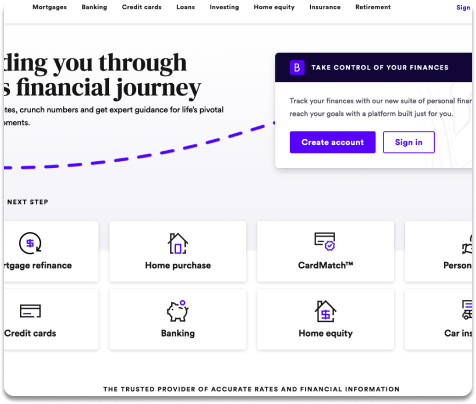 Mortgages Banking Credit cards Loans Investing Home equity Insurance Retirement Sign
ding you through
s financial journey
tes, crunch numbers and get expert guidance for life's pivotal
oments.
B TAKE CONTROL OF YOUR FINANCES
Track your finances with our new suite of personal finar
reach your goals with a platform built just for you.
Create account Sign in
NEXT STEP
rtgage refinance Home purchase CardMatch™ Person
Credit cards Banking Home equity Car ins
THE TRUSTED PROVIDER OF ACCURATE RATES AND FINANCIAL INFORMATION